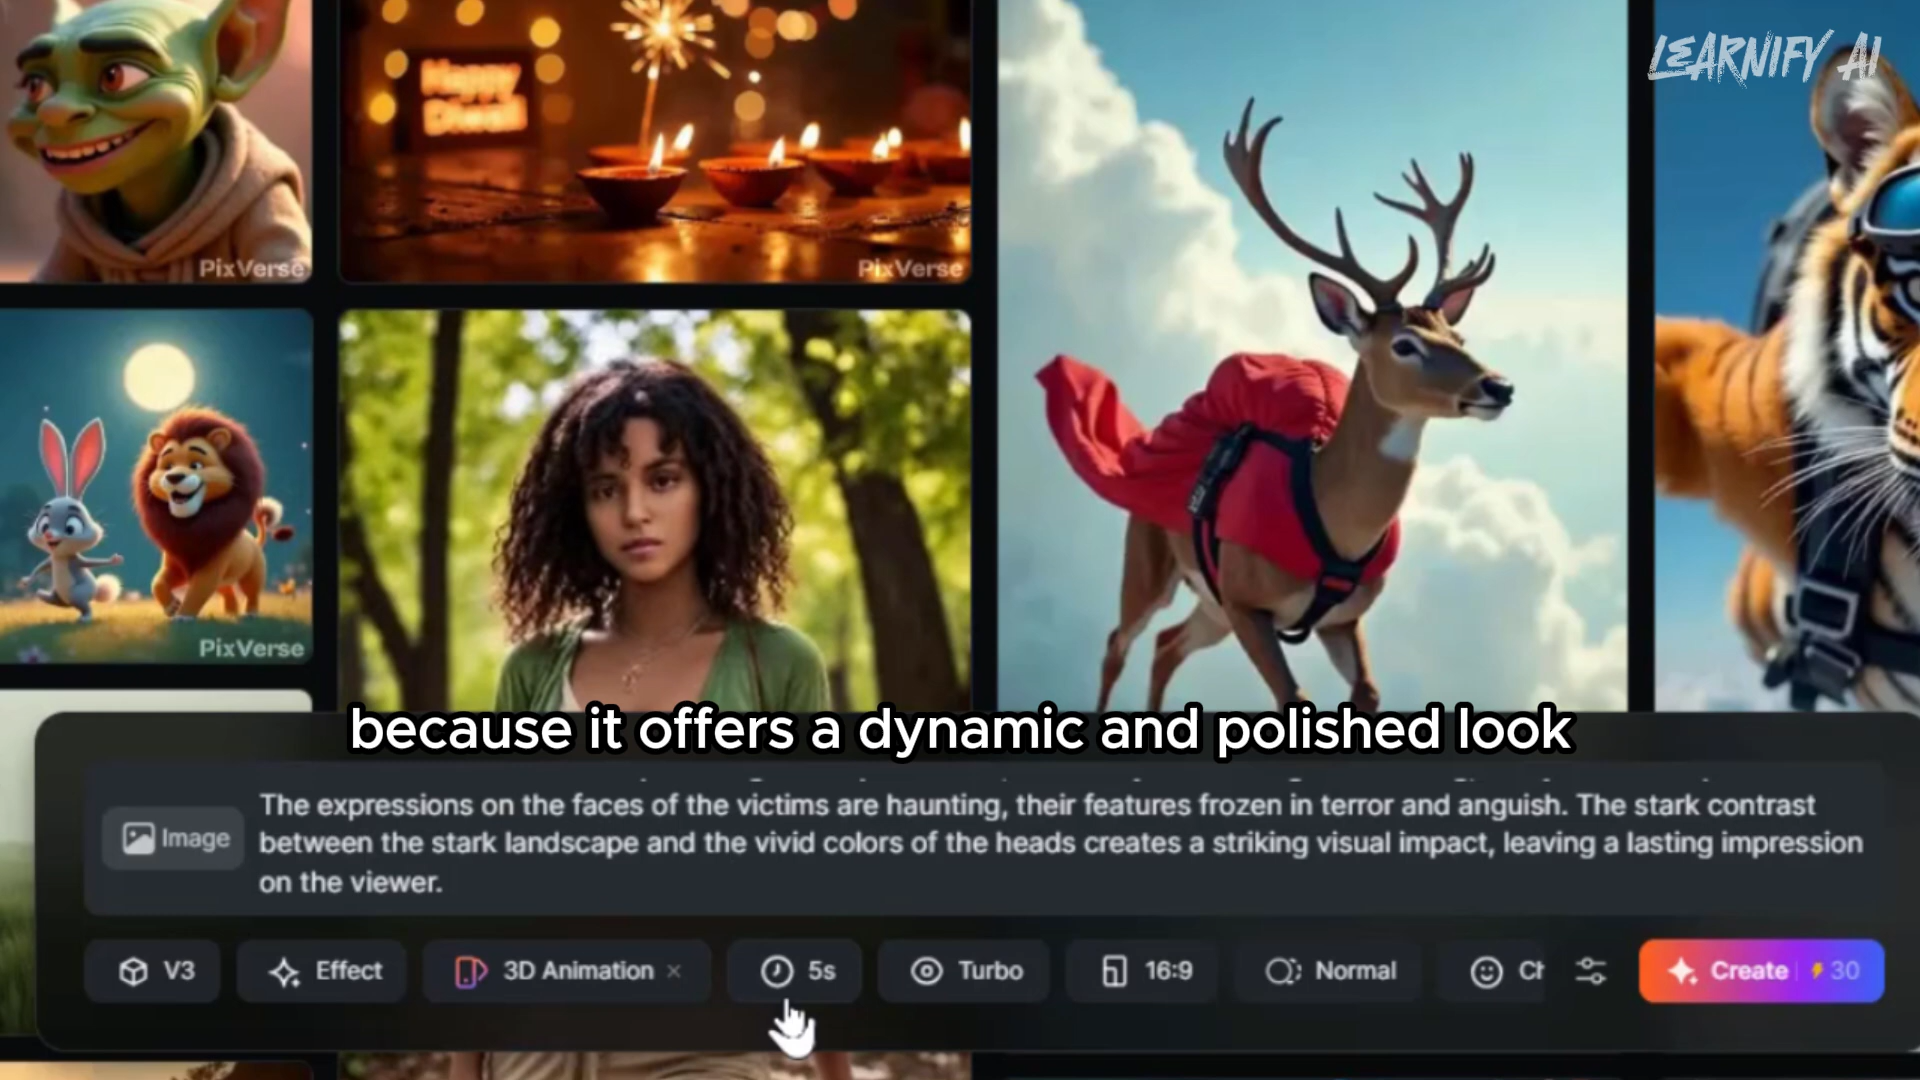 LEARNIFY AI
Happy
Diwali
PixVerse
PixVerse
PixVerse
because it offers a dynamic and polished look
Image
The expressions on the faces of the victims are haunting, their features frozen in terror and anguish. The stark contrast
between the stark landscape and the vivid colors of the heads creates a striking visual impact, leaving a lasting impression
on the viewer.
V3
Effect
3D Animation ×
5s
Turbo
16:9
Normal
Ch
Create | 30